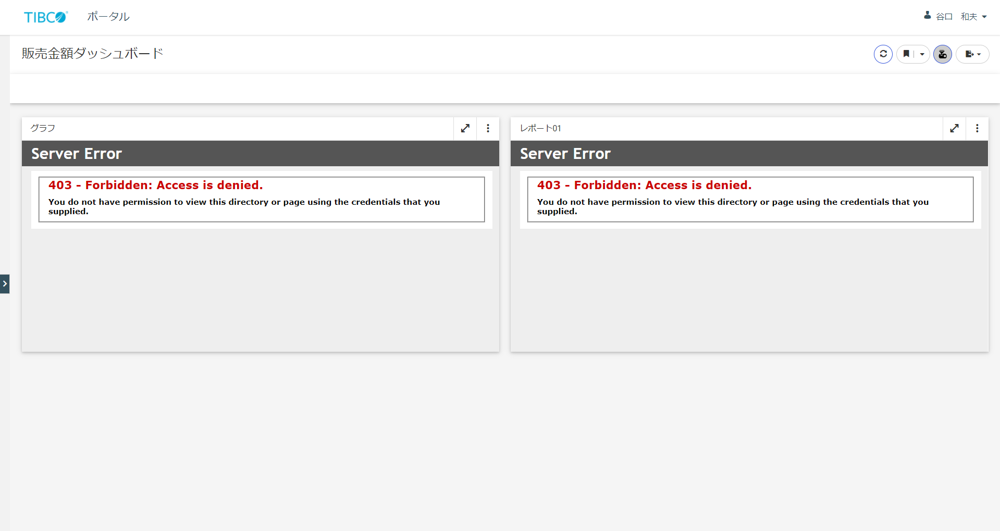 TIBCO® ポータル 谷口 和夫
販売金額ダッシュボード
グラフ
Server Error
403 - Forbidden: Access is denied.
You do not have permission to view this directory or page using the credentials that you
supplied.
レポート01
Server Error
403 - Forbidden: Access is denied.
You do not have permission to view this directory or page using the credentials that you
supplied.